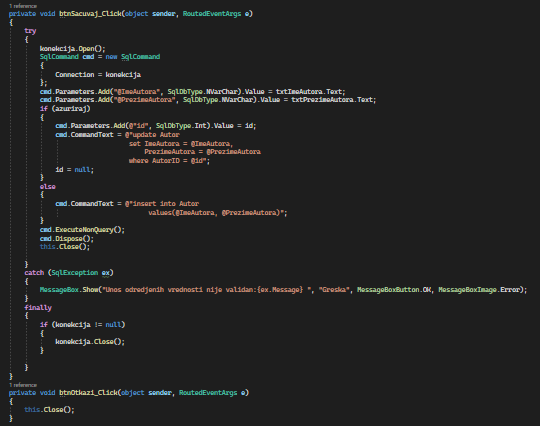 1 reference
private void btnSacuvaj_Click(object sender, RoutedEventArgs e)
{
try
{
konekcija.Open();
SqlCommand cmd = new SqlCommand
{
Connection = konekcija
};
cmd.Parameters.Add("@ImeAutora", SqlDbType.NVarChar).Value = txtImeAutora.Text;
cmd.Parameters.Add("@PrezimeAutora", SqlDbType.NVarChar).Value = txtPrezimeAutora.Text;
if (azuriraj)
{
cmd.Parameters.Add(@"id", SqlDbType.Int).Value = id;
cmd.CommandText = @"update Autor
set ImeAutora = @ImeAutora,
PrezimeAutora = @PrezimeAutora
where AutorID = @id";
id = null;
}
else
{
cmd.CommandText = @"insert into Autor
values(@ImeAutora, @PrezimeAutora)";
}
cmd.ExecuteNonQuery();
cmd.Dispose();
this.Close();
}
catch (SqlException ex)
{
MessageBox.Show("Unos odredjenih vrednosti nije validan:{ex.Message} ", "Greska", MessageBoxButton.OK, MessageBoxImage.Error);
}
finally
{
if (konekcija != null)
{
konekcija.Close();
}
}
}
1 reference
private void btnOtkazi_Click(object sender, RoutedEventArgs e)
{
this.Close();
}